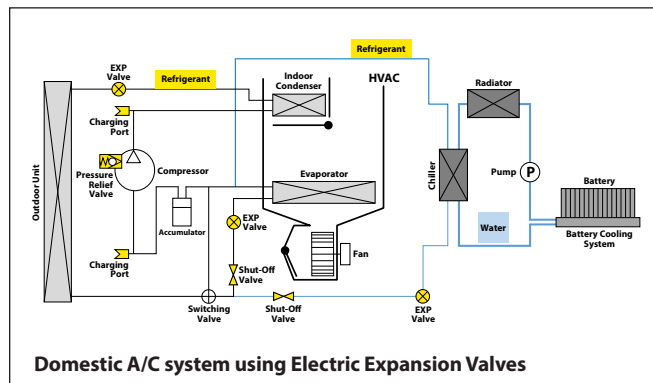 Refrigerant
EXP
Valve
Refrigerant
Indoor
Condenser
HVAC
Radiator
Charging
Port
Pressure
Relief
Valve
Compressor
Outdoor Unit
Evaporator
Chiller
Pump
P
Battery
Accumulator
EXP
Valve
Water
Battery Cooling
System
Charging
Port
Fan
Shut-Off
Valve
Switching
Valve
Shut-Off
Valve
EXP
Valve
Domestic A/C system using Electric Expansion Valves